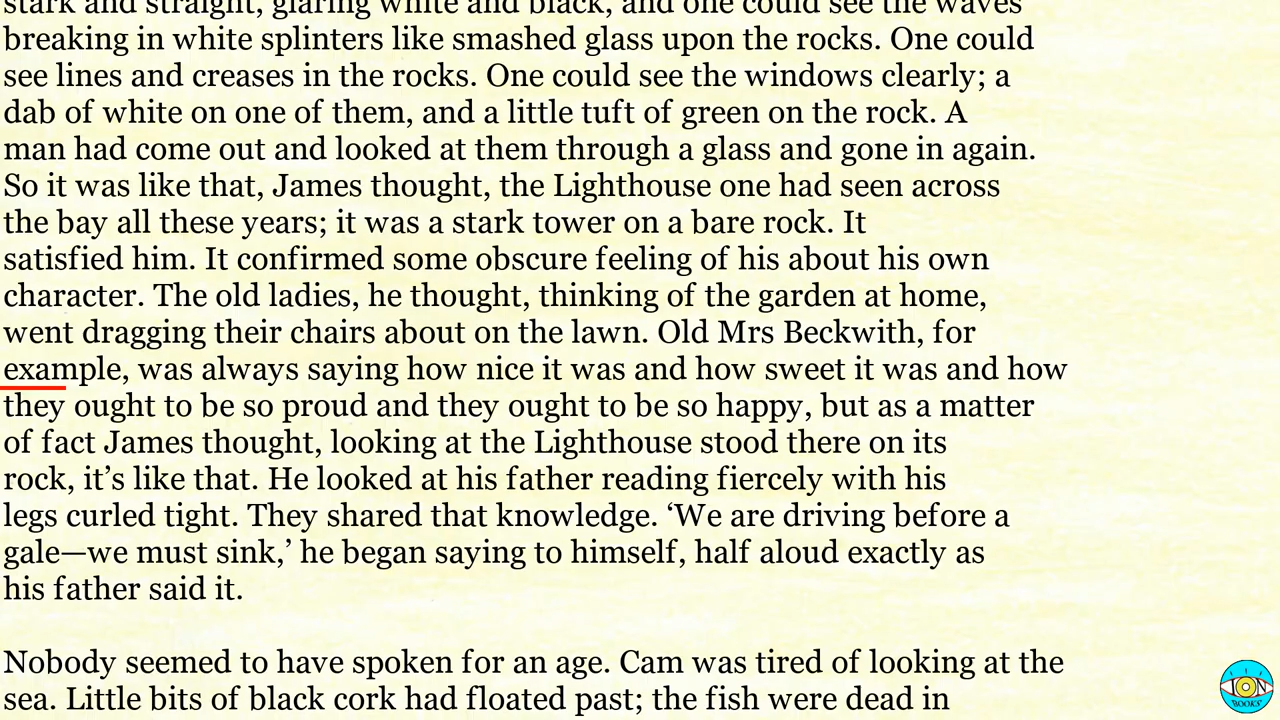 stark and straight, glaring white and black, and one could see the waves
breaking in white splinters like smashed glass upon the rocks. One could
see lines and creases in the rocks. One could see the windows clearly; a
dab of white on one of them, and a little tuft of green on the rock. A
man had come out and looked at them through a glass and gone in again.
So it was like that, James thought, the Lighthouse one had seen across
the bay all these years; it was a stark tower on a bare rock. It
satisfied him. It confirmed some obscure feeling of his about his own
character. The old ladies, he thought, thinking of the garden at home,
went dragging their chairs about on the lawn. Old Mrs Beckwith, for
example, was always saying how nice it was and how sweet it was and how
they ought to be so proud and they ought to be so happy, but as a matter
of fact James thought, looking at the Lighthouse stood there on its
rock, it’s like that. He looked at his father reading fiercely with his
legs curled tight. They shared that knowledge. ‘We are driving before a
gale—we must sink,’ he began saying to himself, half aloud exactly as
his father said it.
Nobody seemed to have spoken for an age. Cam was tired of looking at the
sea. Little bits of black cork had floated past; the fish were dead in
ION
BOOKS